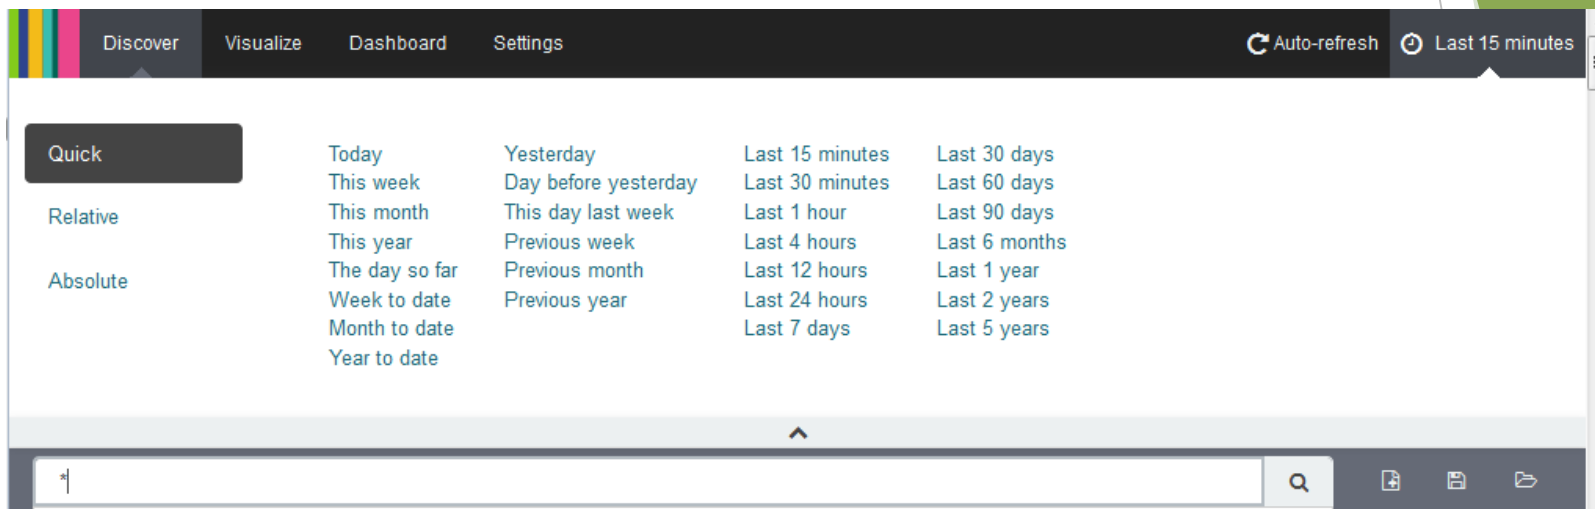 Discover Visualize Dashboard Settings Auto-refresh Last 15 minutes
Quick
Relative
Absolute
Today
This week
This month
This year
The day so far
Week to date
Month to date
Year to date
Yesterday
Day before yesterday
This day last week
Previous week
Previous month
Previous year
Last 15 minutes
Last 30 minutes
Last 1 hour
Last 4 hours
Last 12 hours
Last 24 hours
Last 7 days
Last 30 days
Last 60 days
Last 90 days
Last 6 months
Last 1 year
Last 2 years
Last 5 years
*